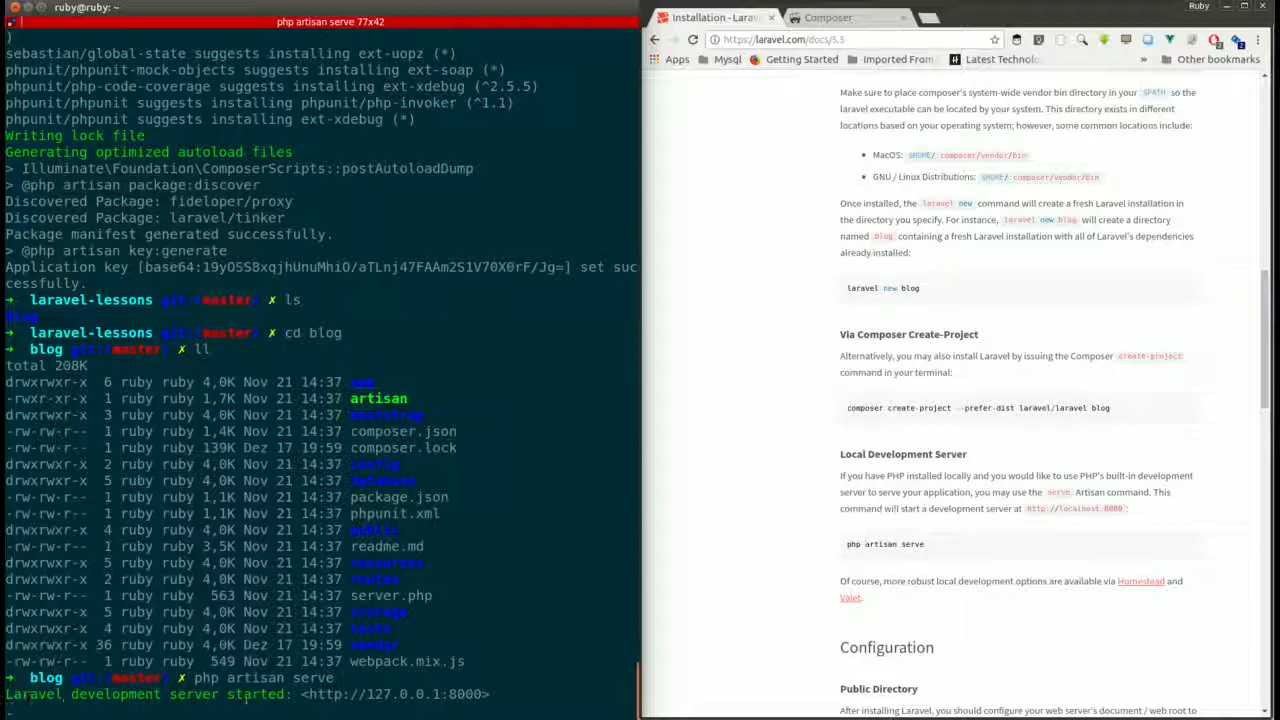 ruby@ruby: ~
php artisan serve 77x42
)
sebastian/global-state suggests installing ext-uopz (*)
phpunit/phpunit-mock-objects suggests installing ext-soap (*)
phpunit/php-code-coverage suggests installing ext-xdebug (^2.5.5)
phpunit/phpunit suggests installing phpunit/php-invoker (^1.1)
phpunit/phpunit suggests installing ext-xdebug (*)
Writing lock file
Generating optimized autoload files
> Illuminate\Foundation\ComposerScripts::postAutoloadDump
> @php artisan package:discover
Discovered Package: fideloper/proxy
Discovered Package: laravel/tinker
Package manifest generated successfully.
> @php artisan key:generate
Application key [base64:19yOSS8xqjhUnuMhiO/aTLnj47FAAm2S1V70X0rF/Jg=] set suc
cessfully.
➜ laravel-lessons git:(master) ✗ ls
blog
➜ laravel-lessons git:(master) ✗ cd blog
➜ blog git:(master) ✗ ll
total 208K
drwxrwxr-x 6 ruby ruby 4,0K Nov 21 14:37 app
-rwxr-xr-x 1 ruby ruby 1,7K Nov 21 14:37 artisan
drwxrwxr-x 3 ruby ruby 4,0K Nov 21 14:37 bootstrap
-rw-rw-r-- 1 ruby ruby 1,4K Nov 21 14:37 composer.json
-rw-rw-r-- 1 ruby ruby 139K Dez 17 19:59 composer.lock
drwxrwxr-x 2 ruby ruby 4,0K Nov 21 14:37 config
drwxrwxr-x 5 ruby ruby 4,0K Nov 21 14:37 database
-rw-rw-r-- 1 ruby ruby 1,1K Nov 21 14:37 package.json
-rw-rw-r-- 1 ruby ruby 1,1K Nov 21 14:37 phpunit.xml
drwxrwxr-x 4 ruby ruby 4,0K Nov 21 14:37 public
-rw-rw-r-- 1 ruby ruby 3,5K Nov 21 14:37 readme.md
drwxrwxr-x 5 ruby ruby 4,0K Nov 21 14:37 resources
drwxrwxr-x 2 ruby ruby 4,0K Nov 21 14:37 routes
-rw-rw-r-- 1 ruby ruby 563 Nov 21 14:37 server.php
drwxrwxr-x 5 ruby ruby 4,0K Nov 21 14:37 storage
drwxrwxr-x 4 ruby ruby 4,0K Nov 21 14:37 tests
drwxrwxr-x 36 ruby ruby 4,0K Dez 17 19:59 vendor
-rw-rw-r-- 1 ruby ruby 549 Nov 21 14:37 webpack.mix.js
➜ blog git:(master) ✗ php artisan serve
Laravel development server started: <http://127.0.0.1:8000>
Ruby
Installation - Larav
Composer
https://laravel.com/docs/5.5
Apps Mysql Getting Started Imported From Latest Technolo » Other bookmarks
Make sure to place composer's system-wide vendor bin directory in your $PATH so the
laravel executable can be located by your system. This directory exists in different
locations based on your operating system; however, some common locations include:
MacOS: $HOME/.composer/vendor/bin
GNU / Linux Distributions: $HOME/.composer/vendor/bin
Once installed, the laravel new command will create a fresh Laravel installation in
the directory you specify. For instance, laravel new blog will create a directory
named blog containing a fresh Laravel installation with all of Laravel's dependencies
already installed:
laravel new blog
Via Composer Create-Project
Alternatively, you may also install Laravel by issuing the Composer create-project
command in your terminal:
composer create-project --prefer-dist laravel/laravel blog
Local Development Server
If you have PHP installed locally and you would like to use PHP's built-in development
server to serve your application, you may use the serve Artisan command. This
command will start a development server at http://localhost:8000 :
php artisan serve
Of course, more robust local development options are available via Homestead and
Valet.
Configuration
Public Directory
After installing Laravel, you should configure your web server's document / web root to